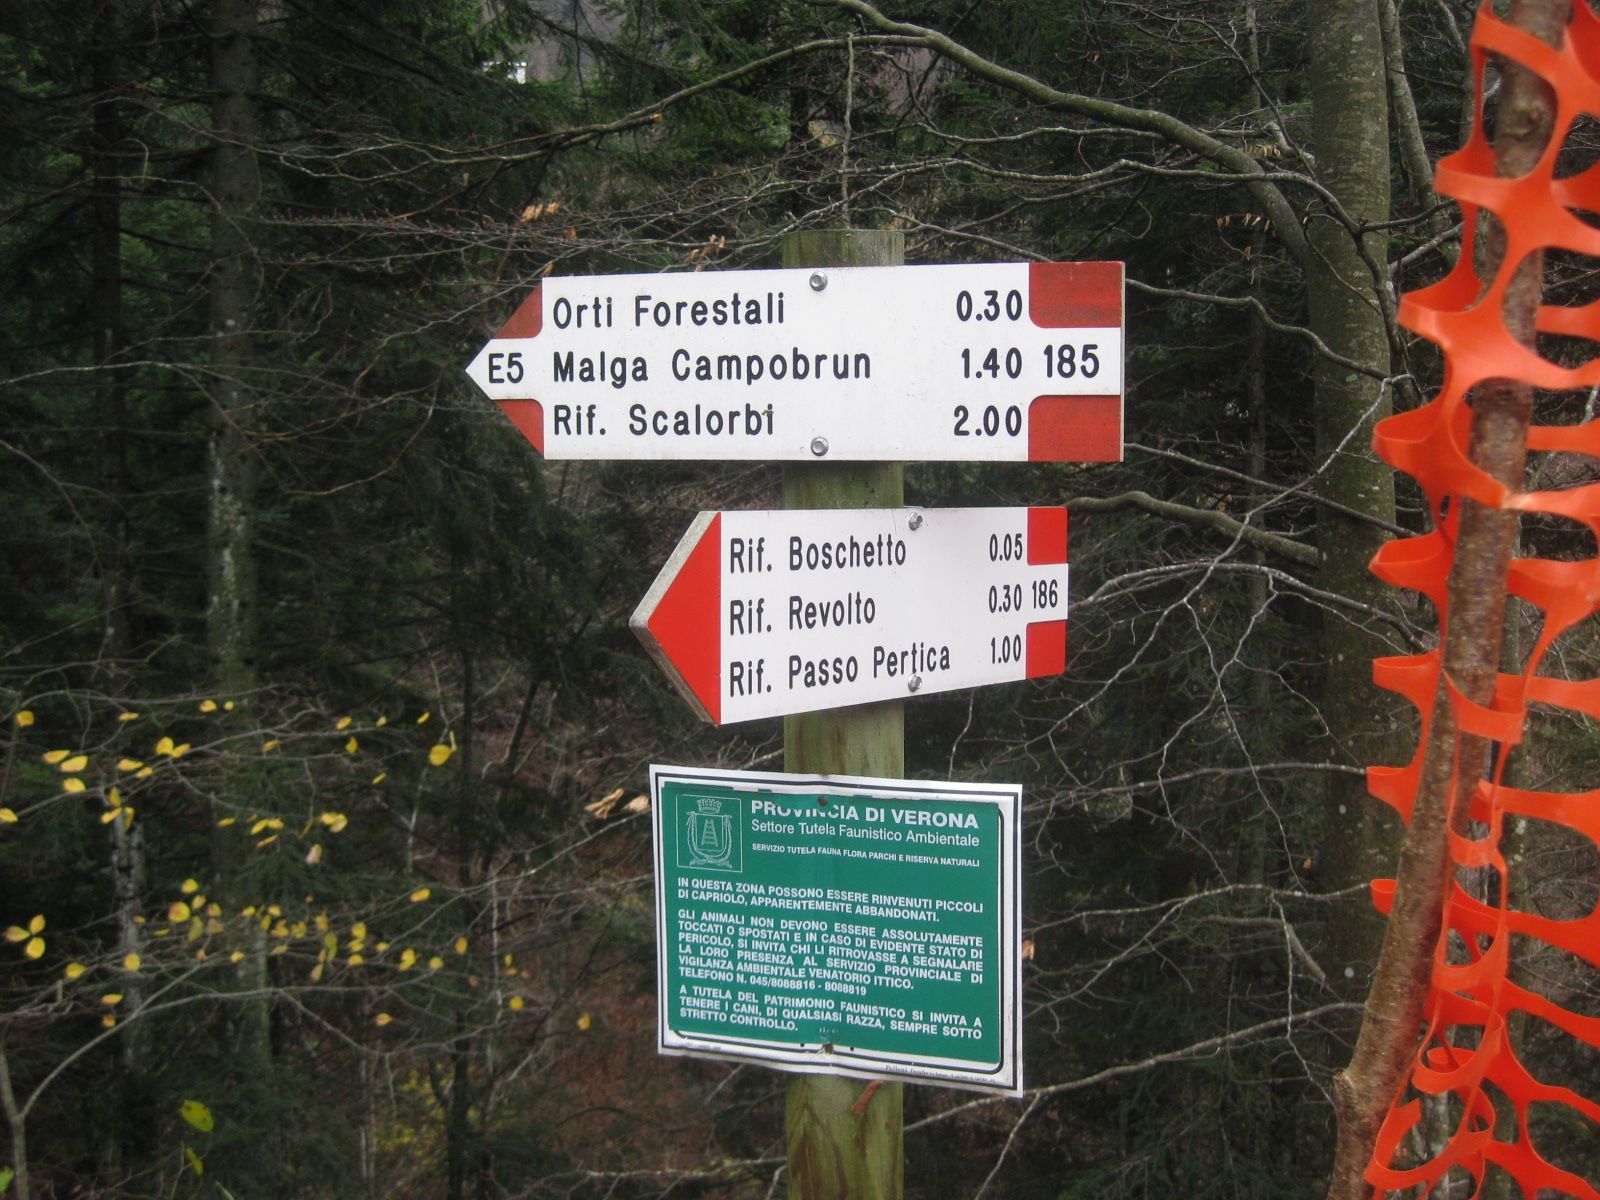 Orti Forestali 0.30
E5 Malga Campobrun 1.40 185
Rif. Scalorbi 2.00
Rif. Boschetto 0.05
Rif. Revolto 0.30 186
Rif. Passo Pertica 1.00
PROVINCIA DI VERONA
Settore Tutela Faunistico Ambientale
SERVIZIO TUTELA FAUNA FLORA PARCHI E RISERVA NATURALI
IN QUESTA ZONA POSSONO ESSERE RINVENUTI PICCOLI
DI CAPRIOLO, APPARENTEMENTE ABBANDONATI.
GLI ANIMALI NON DEVONO ESSERE ASSOLUTAMENTE
TOCCATI O SPOSTATI E IN CASO DI EVIDENTE STATO DI
PERICOLO, SI INVITA CHI LI RITROVASSE A SEGNALARE
LA LORO PRESENZA AL SERVIZIO PROVINCIALE DI
VIGILANZA AMBIENTALE VENATORIO ITTICO.
TELEFONO N. 045/8088816 - 8088819
A TUTELA DEL PATRIMONIO FAUNISTICO SI INVITA A
TENERE I CANI, DI QUALSIASI RAZZA, SEMPRE SOTTO
STRETTO CONTROLLO.